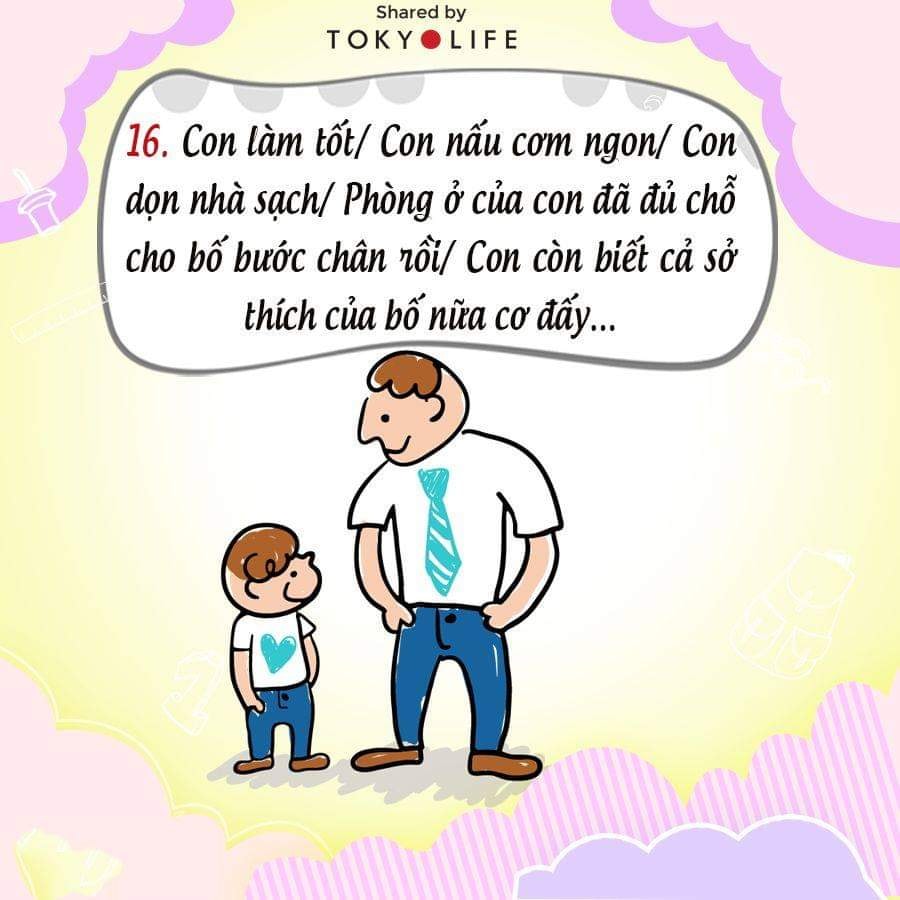 Shared by
TOKYOLIFE
16. Con làm tốt/ Con nấu cơm ngon/ Con
dọn nhà sạch/ Phòng ở của con đã đủ chỗ
cho bố bước chân rồi/ Con còn biết cả sở
thích của bố nữa cơ đấy...